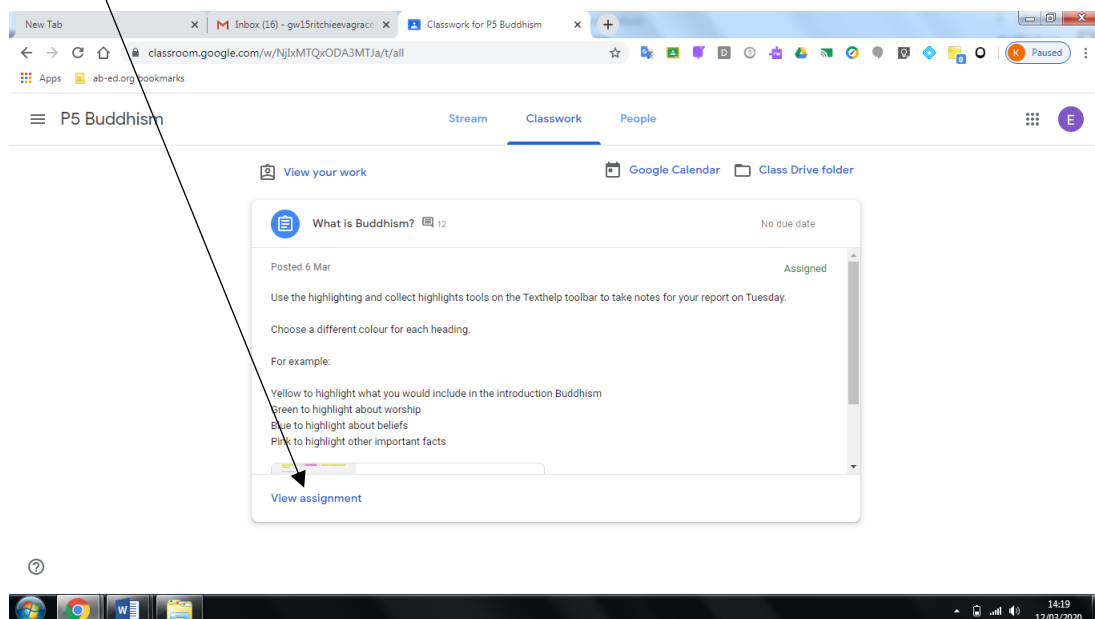 New Tab
Inbox (16) - gw15ritchieevagrace
Classwork for P5 Buddhism
classroom.google.com/w/NjIxMTQxODA3MTJa/t/all
Paused
Apps
ab-ed.org bookmarks
P5 Buddhism
Stream
Classwork
People
E
View your work
Google Calendar
Class Drive folder
What is Buddhism?
12
No due date
Posted 6 Mar
Assigned
Use the highlighting and collect highlights tools on the Texthelp toolbar to take notes for your report on Tuesday.
Choose a different colour for each heading.
For example:
Yellow to highlight what you would include in the introduction Buddhism
Green to highlight about worship
Blue to highlight about beliefs
Pink to highlight other important facts
View assignment
14:19
12/03/2020